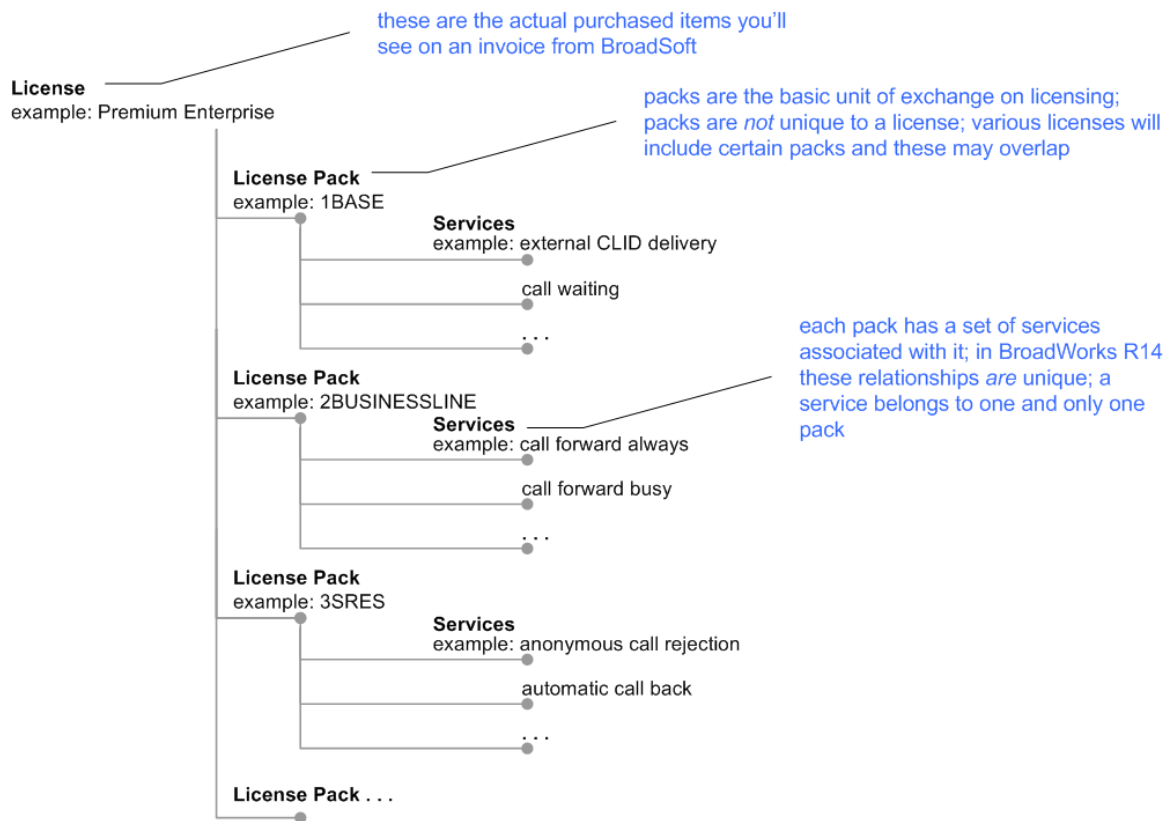 these are the actual purchased items you'll
see on an invoice from BroadSoft
License
example: Premium Enterprise
packs are the basic unit of exchange on licensing;
packs are not unique to a license; various licenses will
include certain packs and these may overlap
License Pack
example: 1BASE
Services
example: external CLID delivery
call waiting
. . .
each pack has a set of services
associated with it; in BroadWorks R14
these relationships are unique; a
service belongs to one and only one
pack
License Pack
example: 2BUSINESSLINE
Services
example: call forward always
call forward busy
. . .
License Pack
example: 3SRES
Services
example: anonymous call rejection
automatic call back
. . .
License Pack . . .